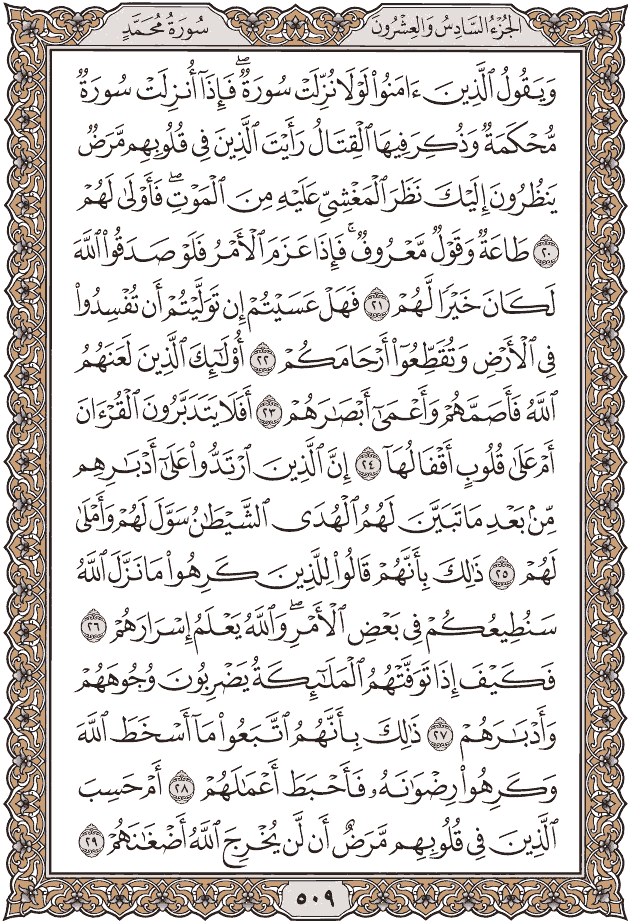 الجُزْءُ السَّادِسُ وَالعِشْرُونَ
سُورَةُ مُحَمَّدٍ
وَيَقُولُ ٱلَّذِينَ ءَامَنُوا۟ لَوْلَا نُزِّلَتْ سُورَةٌۖ فَإِذَآ أُنزِلَتْ سُورَةٌ
مُّحْكَمَةٌ وَذُكِرَ فِيهَا ٱلْقِتَالُ رَأَيْتَ ٱلَّذِينَ فِى قُلُوبِهِم مَّرَضٌ
يَنظُرُونَ إِلَيْكَ نَظَرَ ٱلْمَغْشِىِّ عَلَيْهِ مِنَ ٱلْمَوْتِۖ فَأَوْلَىٰ لَهُمْ
٢٠ طَاعَةٌ وَقَوْلٌ مَّعْرُوفٌۚ فَإِذَا عَزَمَ ٱلْأَمْرُ فَلَوْ صَدَقُوا۟ ٱللَّهَ
لَكَانَ خَيْرًا لَّهُمْ ٢١ فَهَلْ عَسَيْتُمْ إِن تَوَلَّيْتُمْ أَن تُفْسِدُوا۟
فِى ٱلْأَرْضِ وَتُقَطِّعُوٓا۟ أَرْحَامَكُمْ ٢٢ أُو۟لَٰٓئِكَ ٱلَّذِينَ لَعَنَهُمُ
ٱللَّهُ فَأَصَمَّهُمْ وَأَعْمَىٰٓ أَبْصَٰرَهُمْ ٢٣ أَفَلَا يَتَدَبَّرُونَ ٱلْقُرْءَانَ
أَمْ عَلَىٰ قُلُوبٍ أَقْفَالُهَآ ٢٤ إِنَّ ٱلَّذِينَ ٱرْتَدُّوا۟ عَلَىٰٓ أَدْبَٰرِهِم
مِّنۢ بَعْدِ مَا تَبَيَّنَ لَهُمُ ٱلْهُدَى ٱلشَّيْطَٰنُ سَوَّلَ لَهُمْ وَأَمْلَىٰ
لَهُمْ ٢٥ ذَٰلِكَ بِأَنَّهُمْ قَالُوا۟ لِلَّذِينَ كَرِهُوا۟ مَا نَزَّلَ ٱللَّهُ
سَنُطِيعُكُمْ فِى بَعْضِ ٱلْأَمْرِۖ وَٱللَّهُ يَعْلَمُ إِسْرَارَهُمْ ٢٦
فَكَيْفَ إِذَا تَوَفَّتْهُمُ ٱلْمَلَٰٓئِكَةُ يَضْرِبُونَ وُجُوهَهُمْ
وَأَدْبَٰرَهُمْ ٢٧ ذَٰلِكَ بِأَنَّهُمُ ٱتَّبَعُوا۟ مَآ أَسْخَطَ ٱللَّهَ
وَكَرِهُوا۟ رِضْوَٰنَهُۥ فَأَحْبَطَ أَعْمَٰلَهُمْ ٢٨ أَمْ حَسِبَ
ٱلَّذِينَ فِى قُلُوبِهِم مَّرَضٌ أَن لَّن يُخْرِجَ ٱللَّهُ أَضْغَٰنَهُمْ ٢٩
٥٠٩